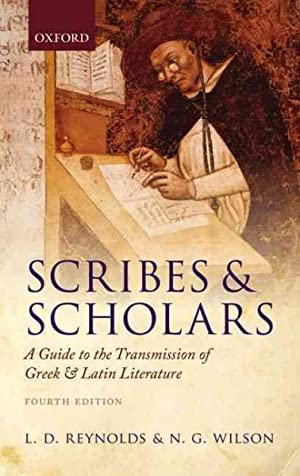 OXFORD
SCRIBES &
SCHOLARS
A Guide to the Transmission of
Greek & Latin Literature
FOURTH EDITION
L. D. REYNOLDS & N. G. WILSON